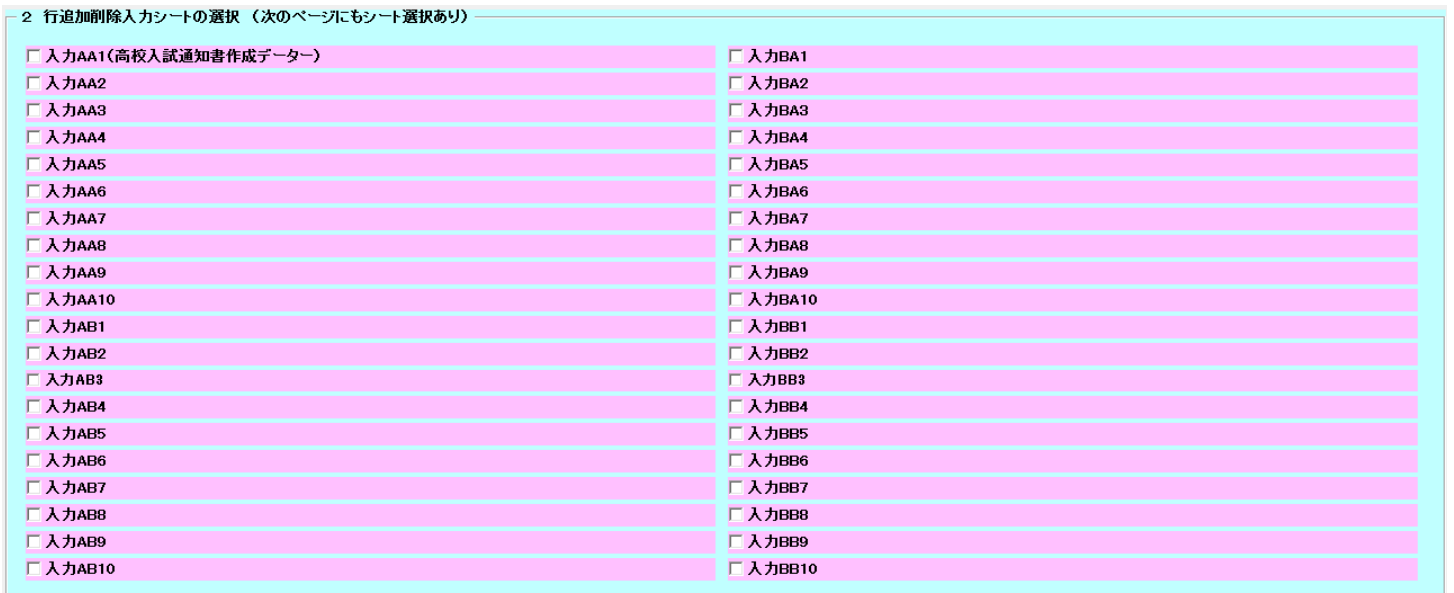 2 行追加削除入力シートの選択 (次のページにもシート選択あり)
入力AA1(高校入試通知書作成データー)
入力AA2
入力AA3
入力AA4
入力AA5
入力AA6
入力AA7
入力AA8
入力AA9
入力AA10
入力AB1
入力AB2
入力AB3
入力AB4
入力AB5
入力AB6
入力AB7
入力AB8
入力AB9
入力AB10
入力BA1
入力BA2
入力BA3
入力BA4
入力BA5
入力BA6
入力BA7
入力BA8
入力BA9
入力BA10
入力BB1
入力BB2
入力BB3
入力BB4
入力BB5
入力BB6
入力BB7
入力BB8
入力BB9
入力BB10